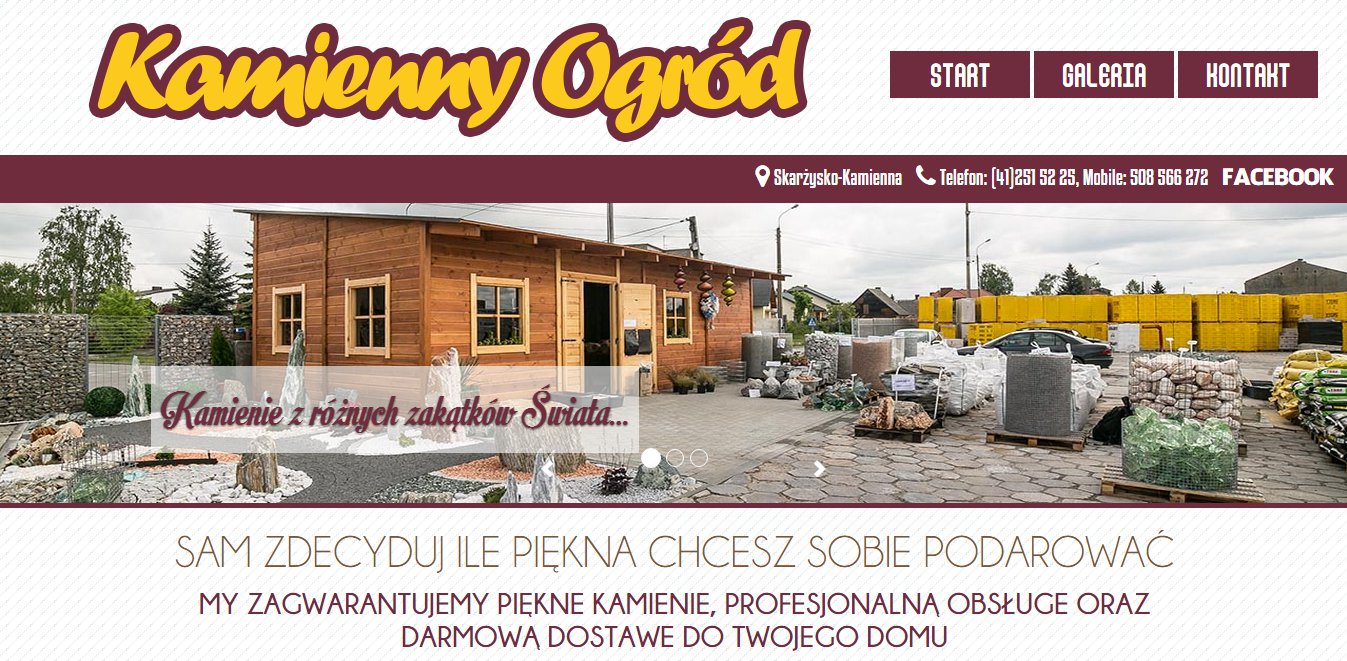 Kamienny Ogród
START GALERIA KONTAKT
Skarżysko-Kamienna Telefon: (41)251 52 25, Mobile: 508 566 272 FACEBOOK
Kamienie z różnych zakątków Świata...
SAM ZDECYDUJ ILE PIĘKNA CHCESZ SOBIE PODAROWAĆ
MY ZAGWARANTUJEMY PIĘKNE KAMIENIE, PROFESJONALNĄ OBSŁUGE ORAZ
DARMOWĄ DOSTAWE DO TWOJEGO DOMU